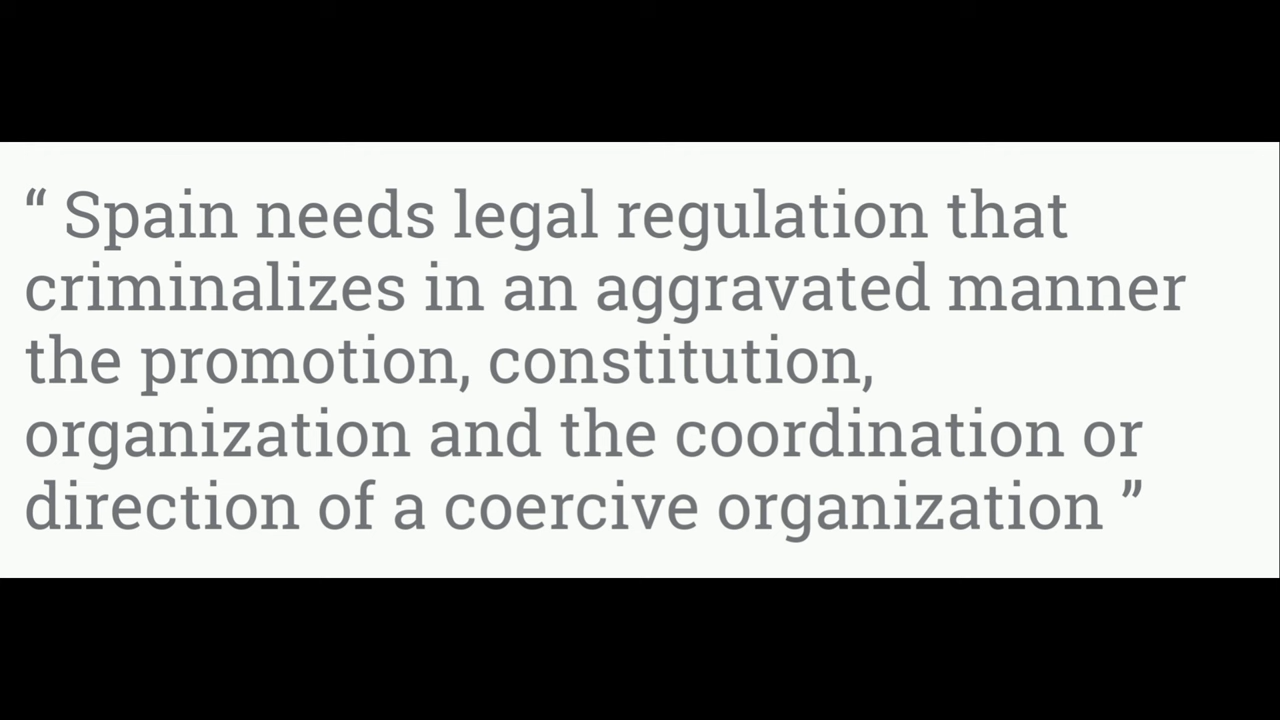 “ Spain needs legal regulation that
criminalizes in an aggravated manner
the promotion, constitution,
organization and the coordination or
direction of a coercive organization ”